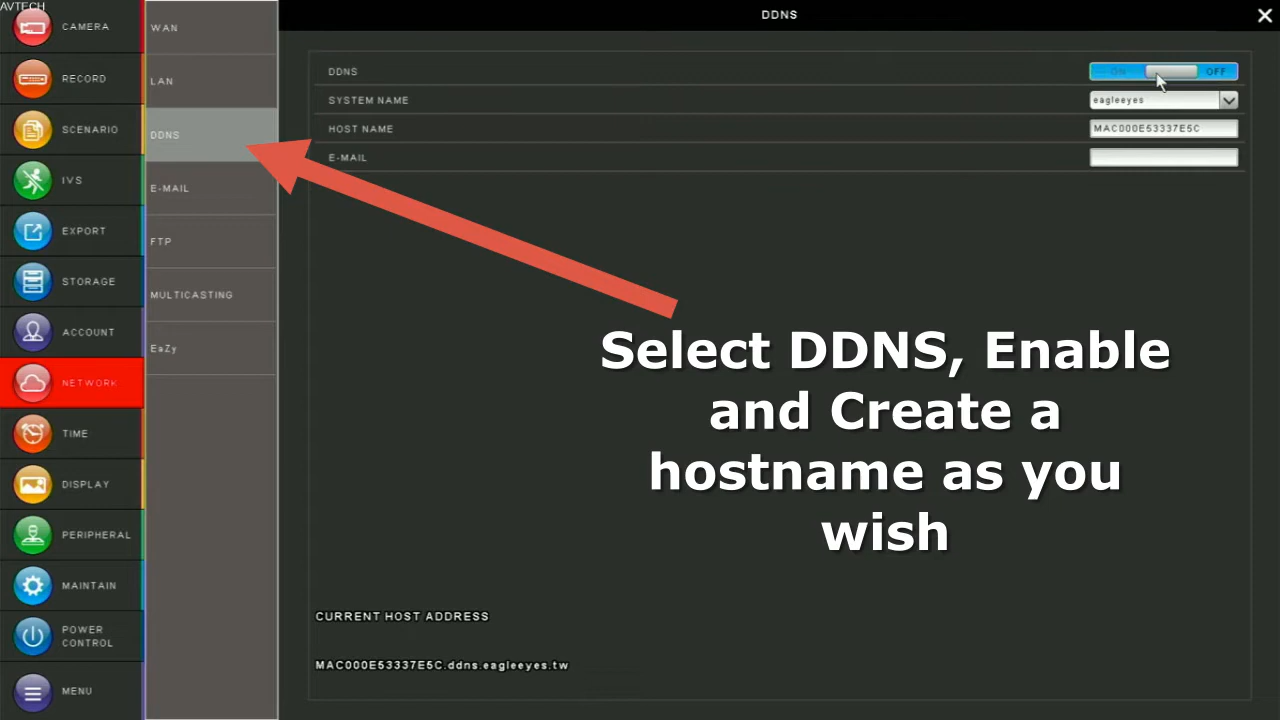 AVTECH
CAMERA
RECORD
SCENARIO
IVS
EXPORT
STORAGE
ACCOUNT
NETWORK
TIME
DISPLAY
PERIPHERAL
MAINTAIN
POWER
CONTROL
MENU
WAN
LAN
DDNS
E-MAIL
FTP
MULTICASTING
EaZy
DDNS
DDNS ON OFF
SYSTEM NAME eagleeyes
HOST NAME MAC000E53337E5C
E-MAIL
Select DDNS, Enable
and Create a
hostname as you
wish
CURRENT HOST ADDRESS
MAC000E53337E5C.ddns.eagleeyes.tw